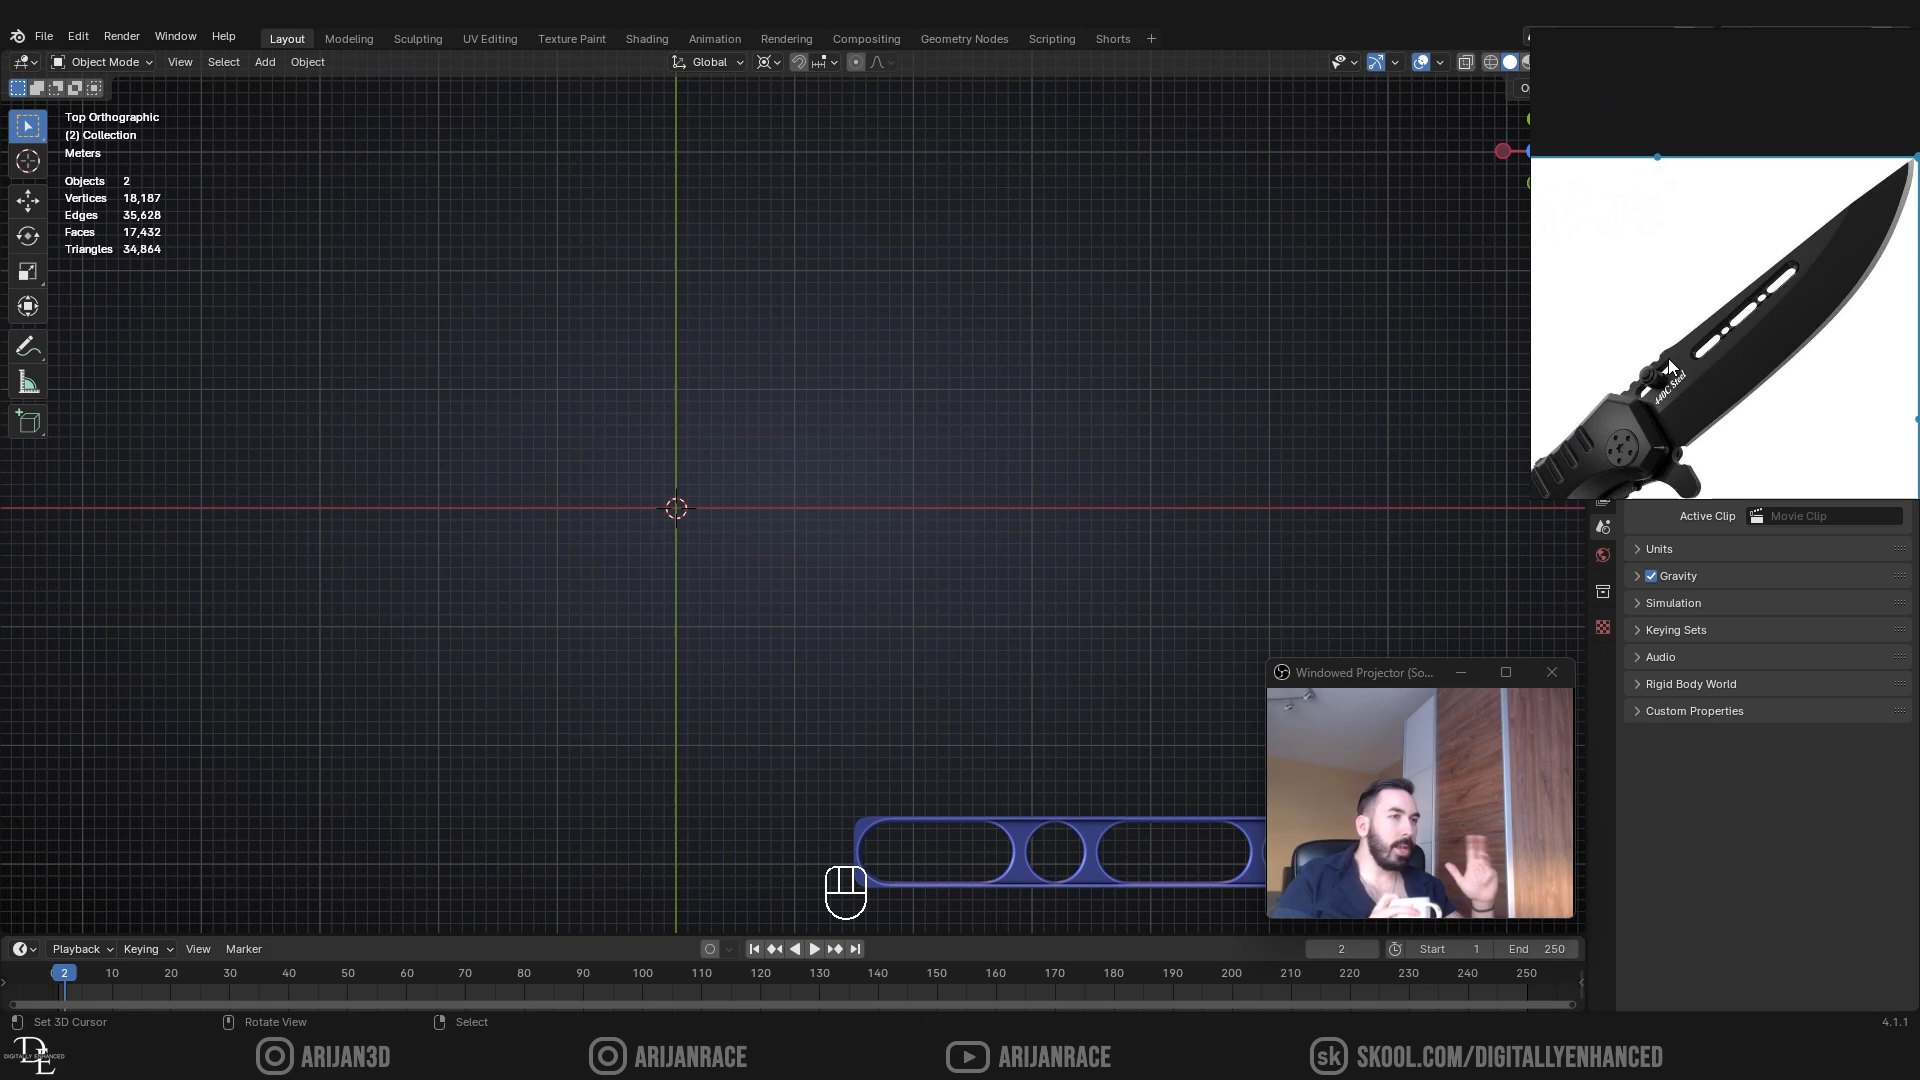 File Edit Render Window Help
Layout Modeling Sculpting UV Editing Texture Paint Shading Animation Rendering Compositing Geometry Nodes Scripting Shorts
Object Mode View Select Add Object Global
Top Orthographic
(2) Collection
Meters
Objects 2
Vertices 18,187
Edges 35,628
Faces 17,432
Triangles 34,864
440C Steel
Active Clip Movie Clip
Units
Gravity
Simulation
Keying Sets
Audio
Rigid Body World
Custom Properties
Windowed Projector (So...
Playback Keying View Marker
2 Start 1 End 250
2 10 20 30 40 50 60 70 80 90 100 110 120 130 140 150 160 170 180 190 200 210 220 230 240 250
Set 3D Cursor Rotate View Select
4.1.1
DIGITALLY ENHANCED
ARIJAN3D ARIJANRACE ARIJANRACE sk SKOOL.COM/DIGITALLYENHANCED